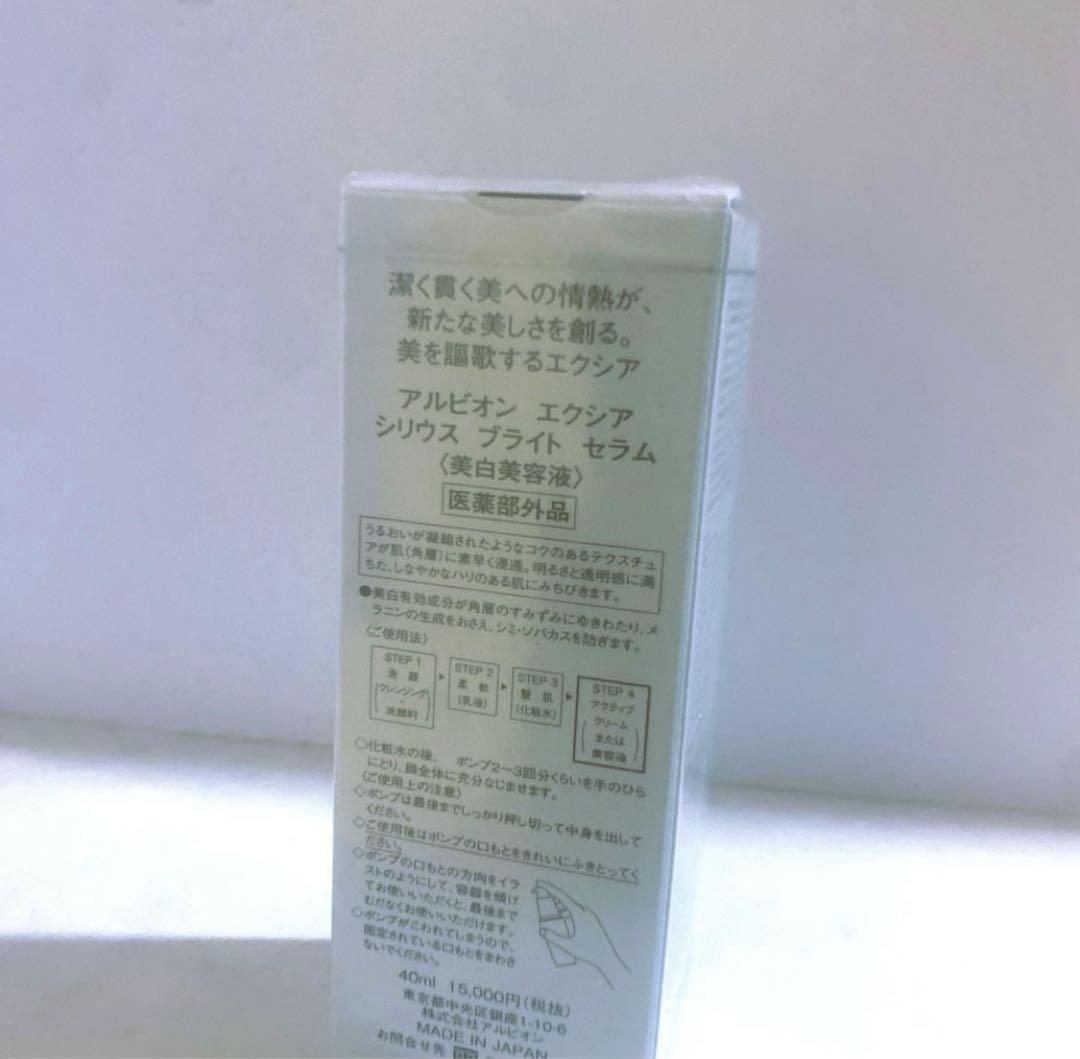 潔く貫く美への情熱が、
新たな美しさを創る。
美を謳歌するエクシア
アルビオン エクシア
シリウス ブライト セラム
〈美白美容液〉
医薬部外品
うるおいが凝縮されたようなコクのあるテクスチュ
アが肌(角層)に素早く浸透。明るさと透明感に満
ちた、しなやかなハリのある肌にみちびきます。
●美白有効成分が角層のすみずみにゆきわたり、メ
ラニンの生成をおさえ、シミ・ソバカスを防ぎます。
〈ご使用法〉
STEP 1
洗顔
(クレンジング
・
洗顔料)
STEP 2
柔軟
(乳液)
STEP 3
整肌
(化粧水)
STEP 4
アクティブ
クリーム
(または
美容液)
○化粧水の後、 ポンプ2〜3回分くらいを手のひら
にとり、顔全体に充分なじませます。
〈ご使用上の注意〉
◇ポンプは最後までしっかり押し切って中身を出して
ください。
◇ご使用後はポンプの口もとをきれいにふきとってく
ださい。
◇ポンプの口もとの方向をイラ
ストのようにして、容器を傾け
てお使いいただくと、最後まで
むだなくお使いいただけます。
◇ポンプがこわれてしまうので、
固定されている口もとをまわさ
ないでください。
40ml 15,000円(税抜)
東京都中央区銀座1-10-6
株式会社アルビオン
MADE IN JAPAN
お問合せ先